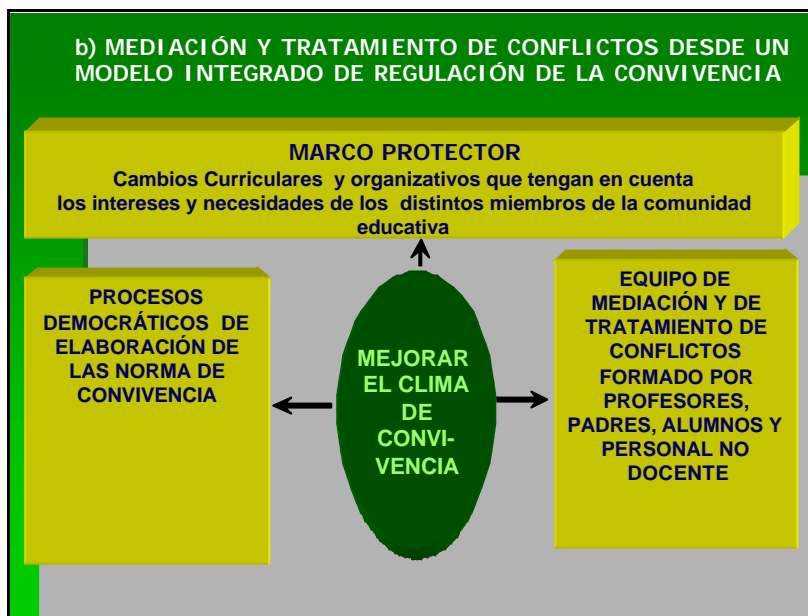 b) MEDIACIÓN Y TRATAMIENTO DE CONFLICTOS DESDE UN
MODELO INTEGRADO DE REGULACIÓN DE LA CONVIVENCIA
MARCO PROTECTOR
Cambios Curriculares y organizativos que tengan en cuenta
los intereses y necesidades de los distintos miembros de la comunidad
educativa
PROCESOS
DEMOCRÁTICOS DE
ELABORACIÓN DE
LAS NORMA DE
CONVIVENCIA
MEJORAR
EL CLIMA
DE
CONVI-
VENCIA
EQUIPO DE
MEDIACIÓN Y DE
TRATAMIENTO DE
CONFLICTOS
FORMADO POR
PROFESORES,
PADRES, ALUMNOS Y
PERSONAL NO
DOCENTE